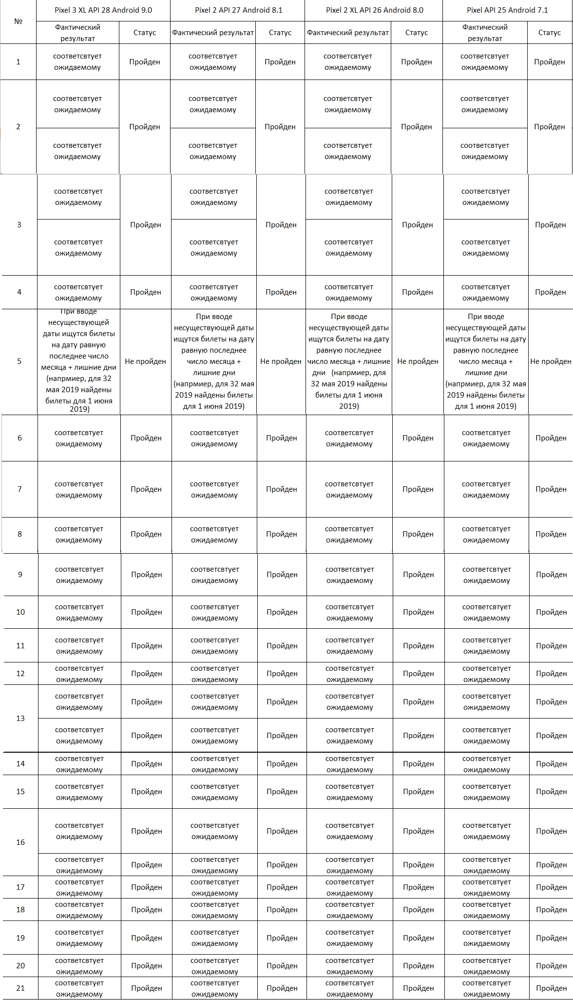 №
Pixel 3 XL API 28 Android 9.0
Pixel 2 API 27 Android 8.1
Pixel 2 XL API 26 Android 8.0
Pixel API 25 Android 7.1
Фактический
результат
Статус
Фактический результат
Статус
Фактический результат
Статус
Фактический
результат
Статус
1
соответсвтует
ожидаемому
Пройден
соответсвтует
ожидаемому
Пройден
соответсвтует
ожидаемому
Пройден
соответсвтует
ожидаемому
Пройден
2
соответсвтует
ожидаемому
Пройден
соответсвтует
ожидаемому
Пройден
соответсвтует
ожидаемому
Пройден
соответсвтует
ожидаемому
Пройден
соответсвтует
ожидаемому
соответсвтует
ожидаемому
соответсвтует
ожидаемому
соответсвтует
ожидаемому
3
соответсвтует
ожидаемому
Пройден
соответсвтует
ожидаемому
Пройден
соответсвтует
ожидаемому
Пройден
соответсвтует
ожидаемому
Пройден
соответсвтует
ожидаемому
соответсвтует
ожидаемому
соответсвтует
ожидаемому
соответсвтует
ожидаемому
4
соответсвтует
ожидаемому
Пройден
соответсвтует
ожидаемому
Пройден
соответсвтует
ожидаемому
Пройден
соответсвтует
ожидаемому
Пройден
5
При вводе
несуществующей
даты ищутся билеты
на дату равную
последнее число
месяца + лишние дни
(напрмиер, для 32
мая 2019 найдены
билеты для 1 июня
2019)
Не пройден
При вводе
несуществующей даты
ищутся билеты на дату
равную последнее
число месяца +
лишние дни
(напрмиер, для 32 мая
2019 найдены билеты
для 1 июня 2019)
Не пройден
При вводе
несуществующей даты
ищутся билеты на дату
равную последнее
число месяца + лишние
дни (напрмиер, для
32 мая 2019 найдены
билеты для 1 июня
2019)
Не пройден
При вводе
несуществующей даты
ищутся билеты на дату
равную последнее
число месяца +
лишние дни
(напрмиер, для 32 мая
2019 найдены билеты
для 1 июня 2019)
Не пройден
6
соответсвтует
ожидаемому
Пройден
соответсвтует
ожидаемому
Пройден
соответсвтует
ожидаемому
Пройден
соответсвтует
ожидаемому
Пройден
7
соответсвтует
ожидаемому
Пройден
соответсвтует
ожидаемому
Пройден
соответсвтует
ожидаемому
Пройден
соответсвтует
ожидаемому
Пройден
8
соответсвтует
ожидаемому
Пройден
соответсвтует
ожидаемому
Пройден
соответсвтует
ожидаемому
Пройден
соответсвтует
ожидаемому
Пройден
9
соответсвтует
ожидаемому
Пройден
соответсвтует
ожидаемому
Пройден
соответсвтует
ожидаемому
Пройден
соответсвтует
ожидаемому
Пройден
10
соответсвтует
ожидаемому
Пройден
соответсвтует
ожидаемому
Пройден
соответсвтует
ожидаемому
Пройден
соответсвтует
ожидаемому
Пройден
11
соответсвтует
ожидаемому
Пройден
соответсвтует
ожидаемому
Пройден
соответсвтует
ожидаемому
Пройден
соответсвтует
ожидаемому
Пройден
12
соответсвтует
ожидаемому
Пройден
соответсвтует
ожидаемому
Пройден
соответсвтует
ожидаемому
Пройден
соответсвтует
ожидаемому
Пройден
13
соответсвтует
ожидаемому
Пройден
соответсвтует
ожидаемому
Пройден
соответсвтует
ожидаемому
Пройден
соответсвтует
ожидаемому
Пройден
соответсвтует
ожидаемому
Пройден
соответсвтует
ожидаемому
Пройден
соответсвтует
ожидаемому
Пройден
соответсвтует
ожидаемому
Пройден
14
соответсвтует
ожидаемому
Пройден
соответсвтует
ожидаемому
Пройден
соответсвтует
ожидаемому
Пройден
соответсвтует
ожидаемому
Пройден
15
соответсвтует
ожидаемому
Пройден
соответсвтует
ожидаемому
Пройден
соответсвтует
ожидаемому
Пройден
соответсвтует
ожидаемому
Пройден
16
соответсвтует
ожидаемому
Пройден
соответсвтует
ожидаемому
Пройден
соответсвтует
ожидаемому
Пройден
соответсвтует
ожидаемому
Пройден
соответсвтует
ожидаемому
Пройден
соответсвтует
ожидаемому
Пройден
соответсвтует
ожидаемому
Пройден
соответсвтует
ожидаемому
Пройден
17
соответсвтует
ожидаемому
Пройден
соответсвтует
ожидаемому
Пройден
соответсвтует
ожидаемому
Пройден
соответсвтует
ожидаемому
Пройден
18
соответсвтует
ожидаемому
Пройден
соответсвтует
ожидаемому
Пройден
соответсвтует
ожидаемому
Пройден
соответсвтует
ожидаемому
Пройден
19
соответсвтует
ожидаемому
Пройден
соответсвтует
ожидаемому
Пройден
соответсвтует
ожидаемому
Пройден
соответсвтует
ожидаемому
Пройден
20
соответсвтует
ожидаемому
Пройден
соответсвтует
ожидаемому
Пройден
соответсвтует
ожидаемому
Пройден
соответсвтует
ожидаемому
Пройден
21
соответсвтует
ожидаемому
Пройден
соответсвтует
ожидаемому
Пройден
соответсвтует
ожидаемому
Пройден
соответсвтует
ожидаемому
Пройден